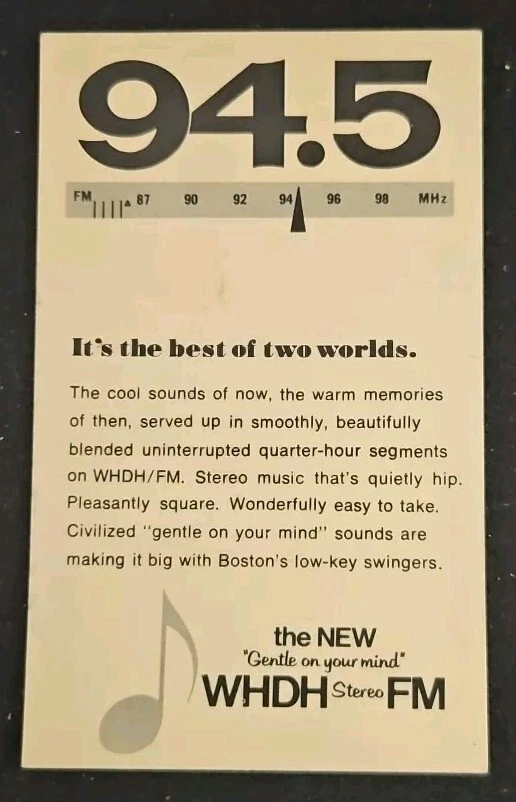 94.5
FM 87 90 92 94 96 98 MHz
It's the best of two worlds.
The cool sounds of now, the warm memories
of then, served up in smoothly, beautifully
blended uninterrupted quarter-hour segments
on WHDH/FM. Stereo music that's quietly hip.
Pleasantly square. Wonderfully easy to take.
Civilized "gentle on your mind" sounds are
making it big with Boston's low-key swingers.
the NEW
"Gentle on your mind"
WHDH Stereo FM